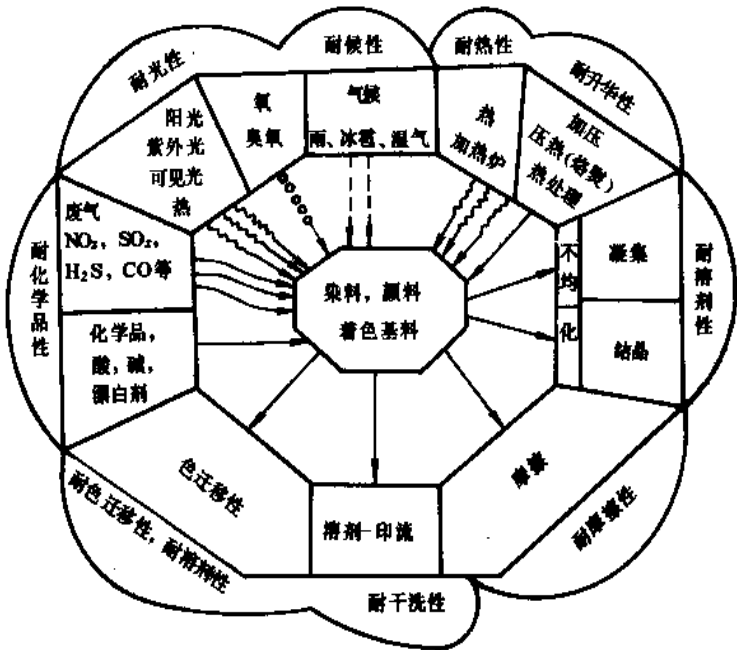 耐候性
耐热性
耐光性
耐升华性
氧
臭氧
气候
雨、冰雹、湿气
热
加热炉
加压
压热(烙熨)
热处理
阳光
紫外光
可见光
热
废气
NO₂，SO₂，
H₂S，CO等
耐化学品性
化学品，
酸，碱，
漂白剂
染料，颜料
着色基料
不均化
凝集
结晶
耐溶剂性
色迁移性
耐色迁移性，耐溶剂性
溶剂-印流
摩擦
耐摩擦性
耐干洗性